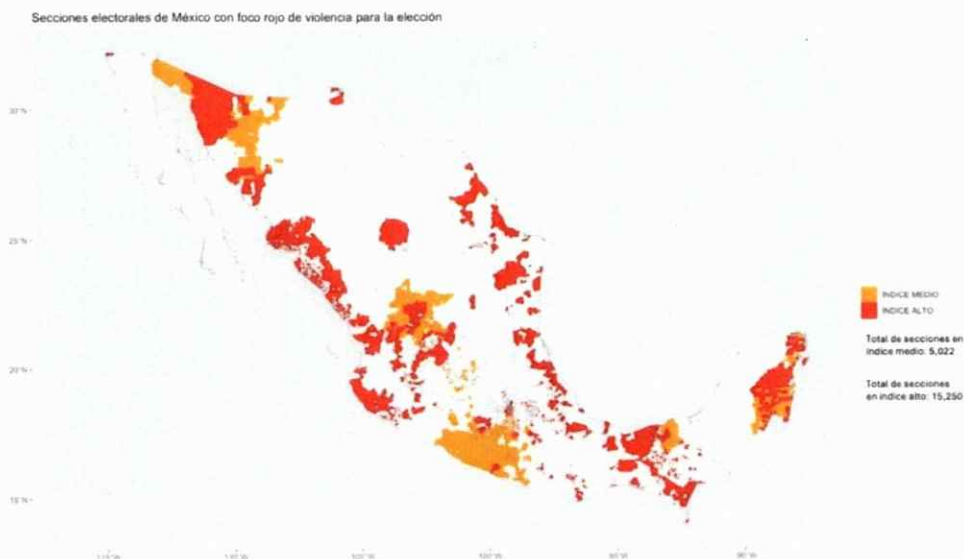 Secciones electorales de México con foco rojo de violencia para la elección
30°N
25°N
20°N
15°N
INDICE MEDIO
INDICE ALTO
Total de secciones en
índice medio: 5,022
Total de secciones
en indice alto: 15,250